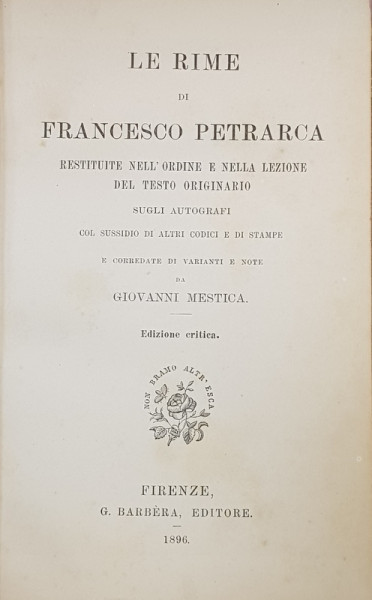 LE RIME
DI
FRANCESCO PETRARCA
RESTITUITE NELL'ORDINE E NELLA LEZIONE
DEL TESTO ORIGINARIO
SUGLI AUTOGRAFI
COL SUSSIDIO DI ALTRI CODICI E DI STAMPE
E CORREDATE DI VARIANTI E NOTE
DA
GIOVANNI MESTICA.
Edizione critica.
NON BRAMO ALTR'ESCA
FIRENZE,
G. BARBÈRA, EDITORE.
1896.